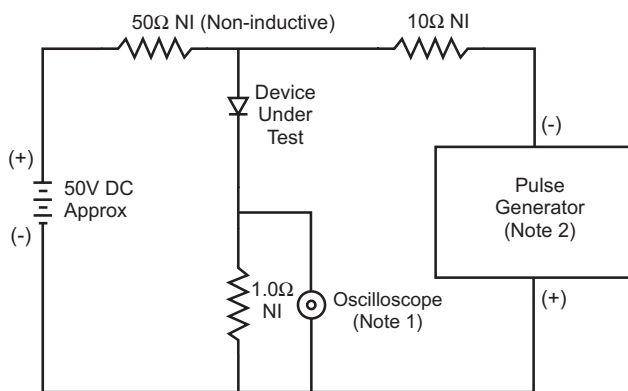 50Ω NI (Non-inductive)
10Ω NI
Device
Under
Test
(-)
(+)
50V DC
Approx
(-)
Pulse
Generator
(Note 2)
1.0Ω
NI
Oscilloscope
(Note 1)
(+)